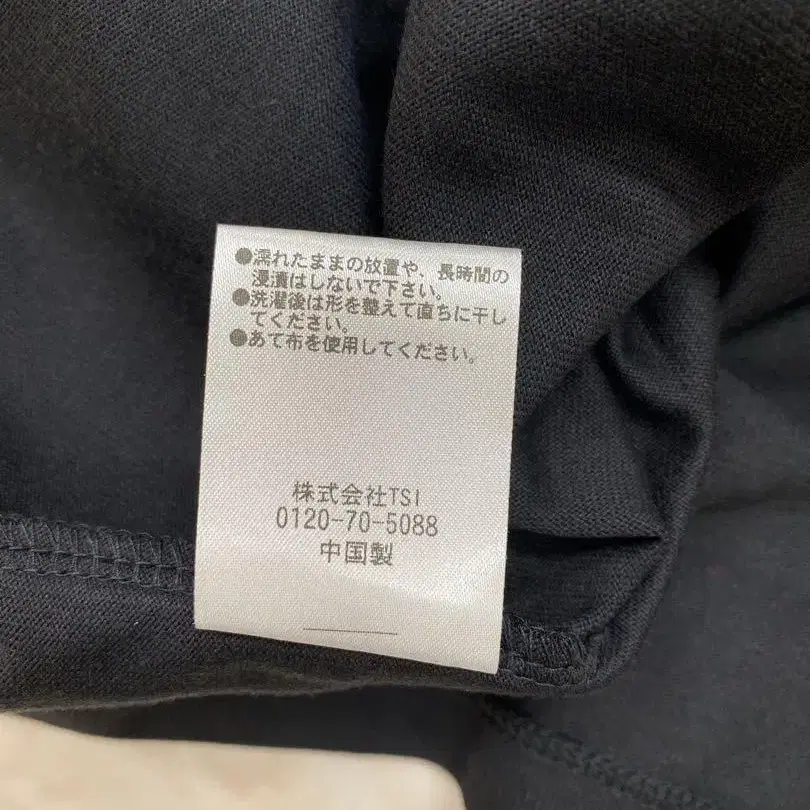 ●濡れたままの放置や、長時間の
浸漬はしないで下さい。
●洗濯後は形を整えて直ちに干し
てください。
●あて布を使用してください。
株式会社TSI
0120-70-5088
中国製